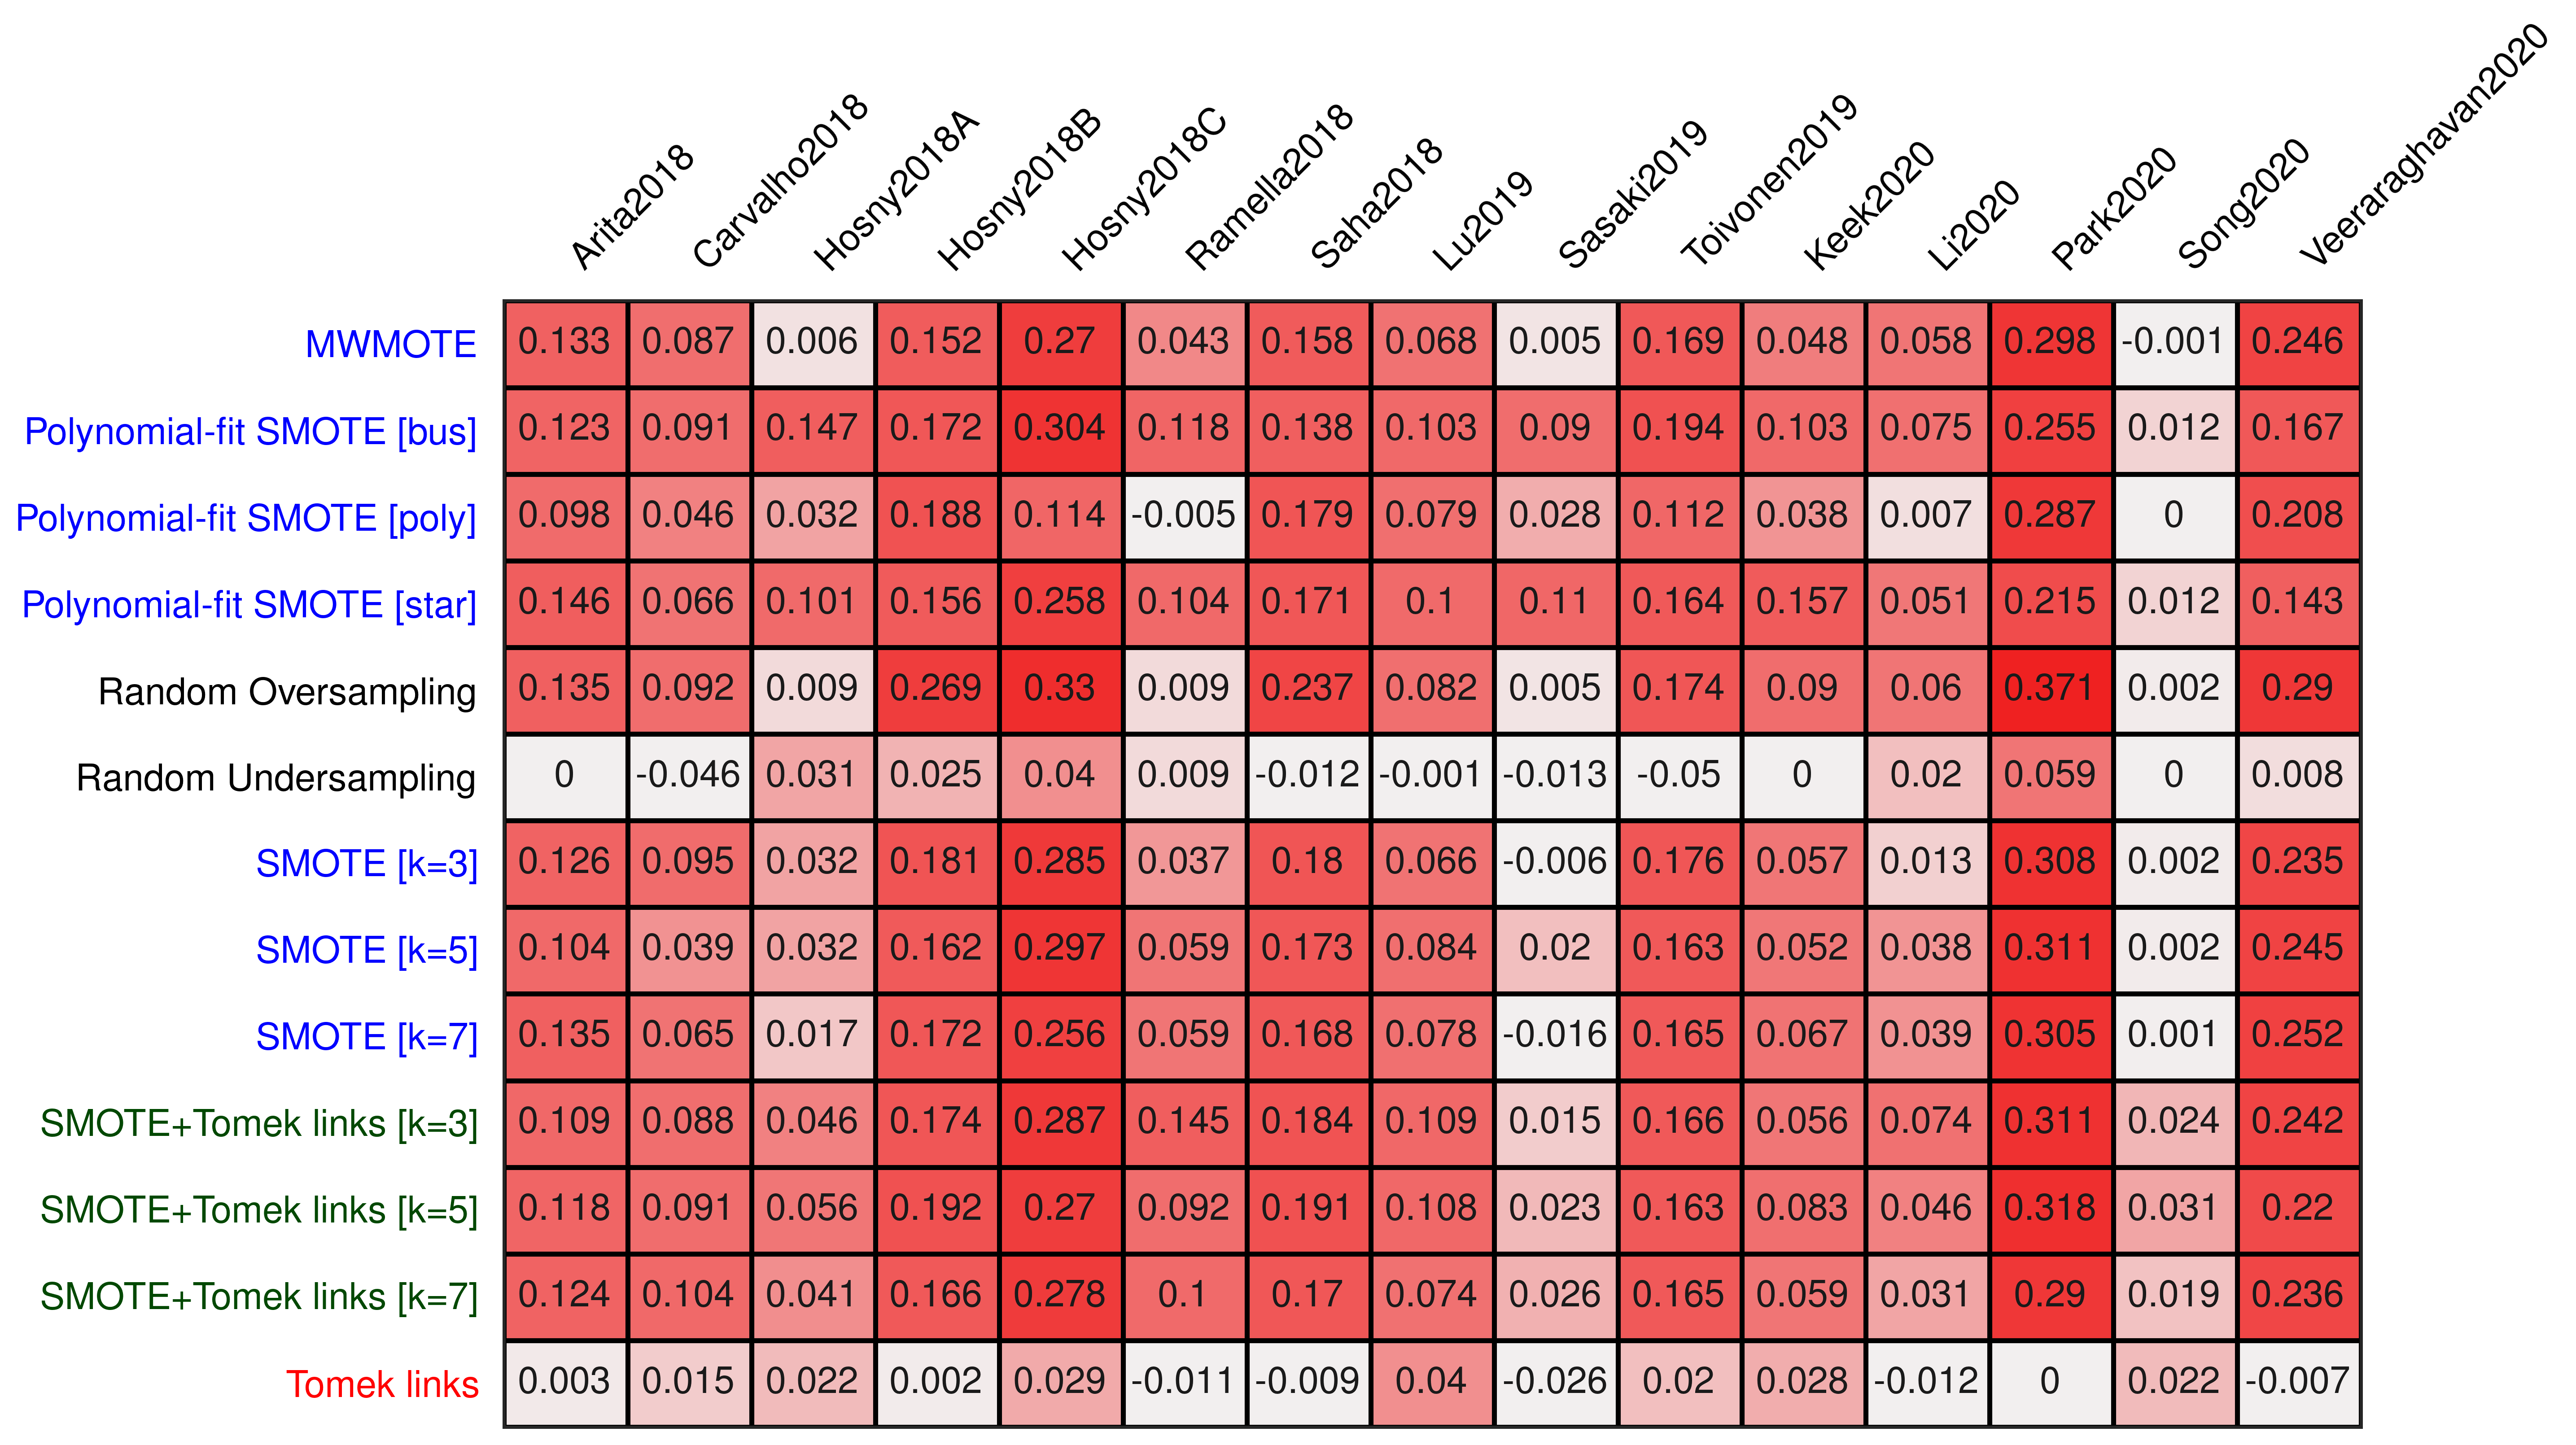 Arita2018 Carvalho2018 Hosny2018A Hosny2018B Hosny2018C Ramella2018 Saha2018 Lu2019 Sasaki2019 Toivonen2019 Keek2020 Li2020 Park2020 Song2020 Veeraraghavan2020
MWMOTE 0.133 0.087 0.006 0.152 0.27 0.043 0.158 0.068 0.005 0.169 0.048 0.058 0.298 -0.001 0.246
Polynomial-fit SMOTE [bus] 0.123 0.091 0.147 0.172 0.304 0.118 0.138 0.103 0.09 0.194 0.103 0.075 0.255 0.012 0.167
Polynomial-fit SMOTE [poly] 0.098 0.046 0.032 0.188 0.114 -0.005 0.179 0.079 0.028 0.112 0.038 0.007 0.287 0 0.208
Polynomial-fit SMOTE [star] 0.146 0.066 0.101 0.156 0.258 0.104 0.171 0.1 0.11 0.164 0.157 0.051 0.215 0.012 0.143
Random Oversampling 0.135 0.092 0.009 0.269 0.33 0.009 0.237 0.082 0.005 0.174 0.09 0.06 0.371 0.002 0.29
Random Undersampling 0 -0.046 0.031 0.025 0.04 0.009 -0.012 -0.001 -0.013 -0.05 0 0.02 0.059 0 0.008
SMOTE [k=3] 0.126 0.095 0.032 0.181 0.285 0.037 0.18 0.066 -0.006 0.176 0.057 0.013 0.308 0.002 0.235
SMOTE [k=5] 0.104 0.039 0.032 0.162 0.297 0.059 0.173 0.084 0.02 0.163 0.052 0.038 0.311 0.002 0.245
SMOTE [k=7] 0.135 0.065 0.017 0.172 0.256 0.059 0.168 0.078 -0.016 0.165 0.067 0.039 0.305 0.001 0.252
SMOTE+Tomek links [k=3] 0.109 0.088 0.046 0.174 0.287 0.145 0.184 0.109 0.015 0.166 0.056 0.074 0.311 0.024 0.242
SMOTE+Tomek links [k=5] 0.118 0.091 0.056 0.192 0.27 0.092 0.191 0.108 0.023 0.163 0.083 0.046 0.318 0.031 0.22
SMOTE+Tomek links [k=7] 0.124 0.104 0.041 0.166 0.278 0.1 0.17 0.074 0.026 0.165 0.059 0.031 0.29 0.019 0.236
Tomek links 0.003 0.015 0.022 0.002 0.029 -0.011 -0.009 0.04 -0.026 0.02 0.028 -0.012 0 0.022 -0.007